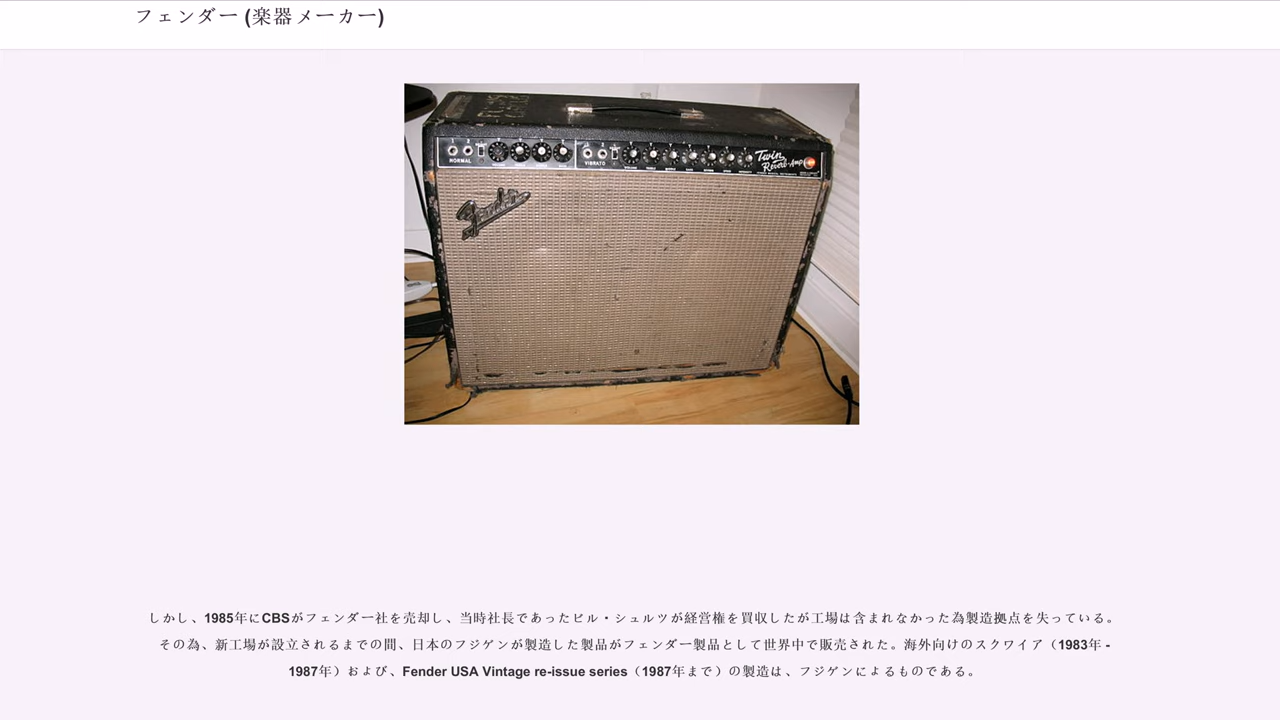 フェンダー (楽器メーカー)
1 2
NORMAL
VIBRATO
Twin
Reverb-Amp
Fender
しかし、1985年にCBSがフェンダー社を売却し、当時社長であったビル・シュルツが経営権を買収したが工場は含まれなかった為製造拠点を失っている。
その為、新工場が設立されるまでの間、日本のフジゲンが製造した製品がフェンダー製品として世界中で販売された。海外向けのスクワイア（1983年 -
1987年）および、Fender USA Vintage re-issue series（1987年まで）の製造は、フジゲンによるものである。